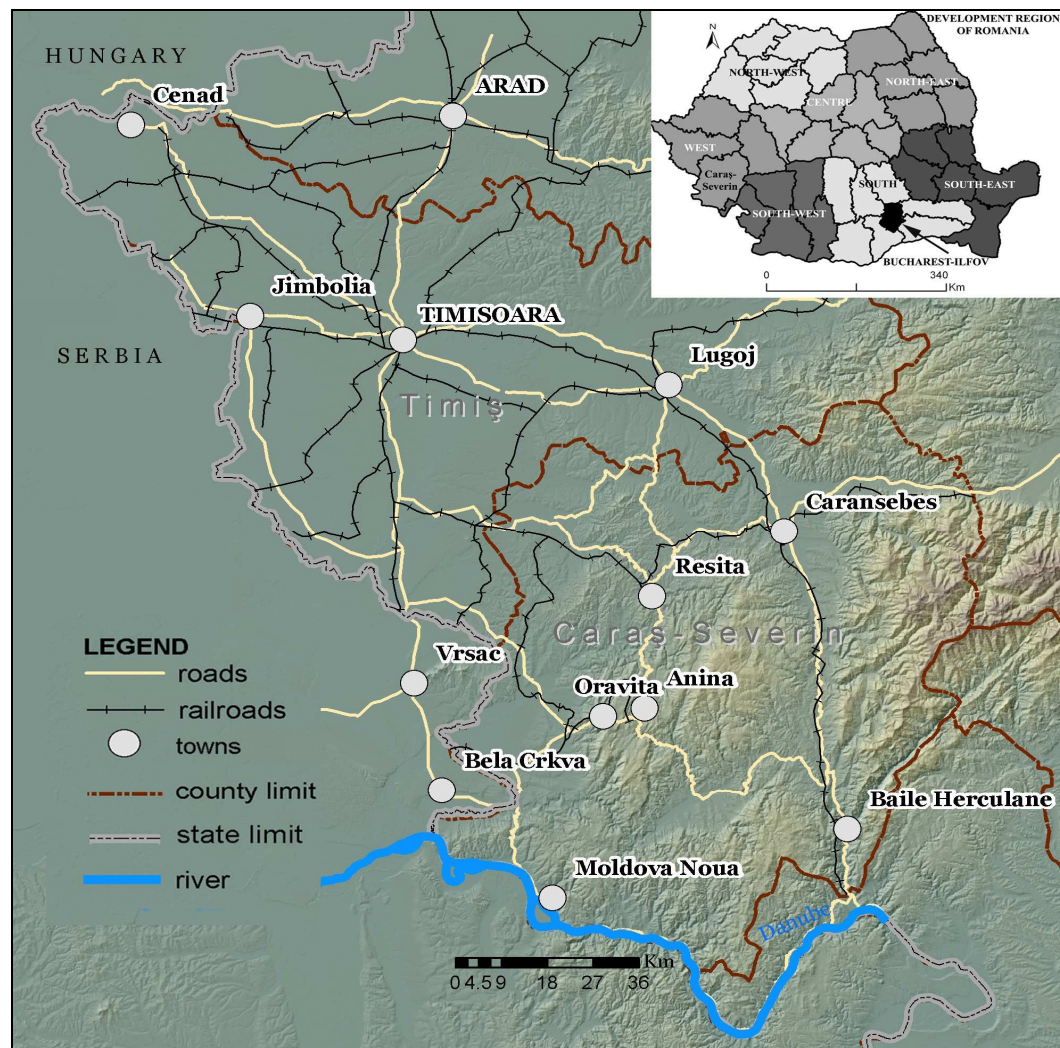 HUNGARY
Cenad
ARAD
Jimbolia
TIMISOARA
SERBIA
Lugoj
Timiş
Caransebes
Resita
Caraş-Severin
Vrsac
Oravita
Anina
Bela Crkva
Baile Herculane
Moldova Noua
Danube
Km
0 4.5 9 18 27 36
LEGEND
roads
railroads
towns
county limit
state limit
river
N
DEVELOPMENT REGION
OF ROMANIA
NORTH-WEST
NORTH-EAST
CENTRU
WEST
Caraş-
Severin
SOUTH
SOUTH-EAST
SOUTH-WEST
BUCHAREST-ILFOV
0 340
Km